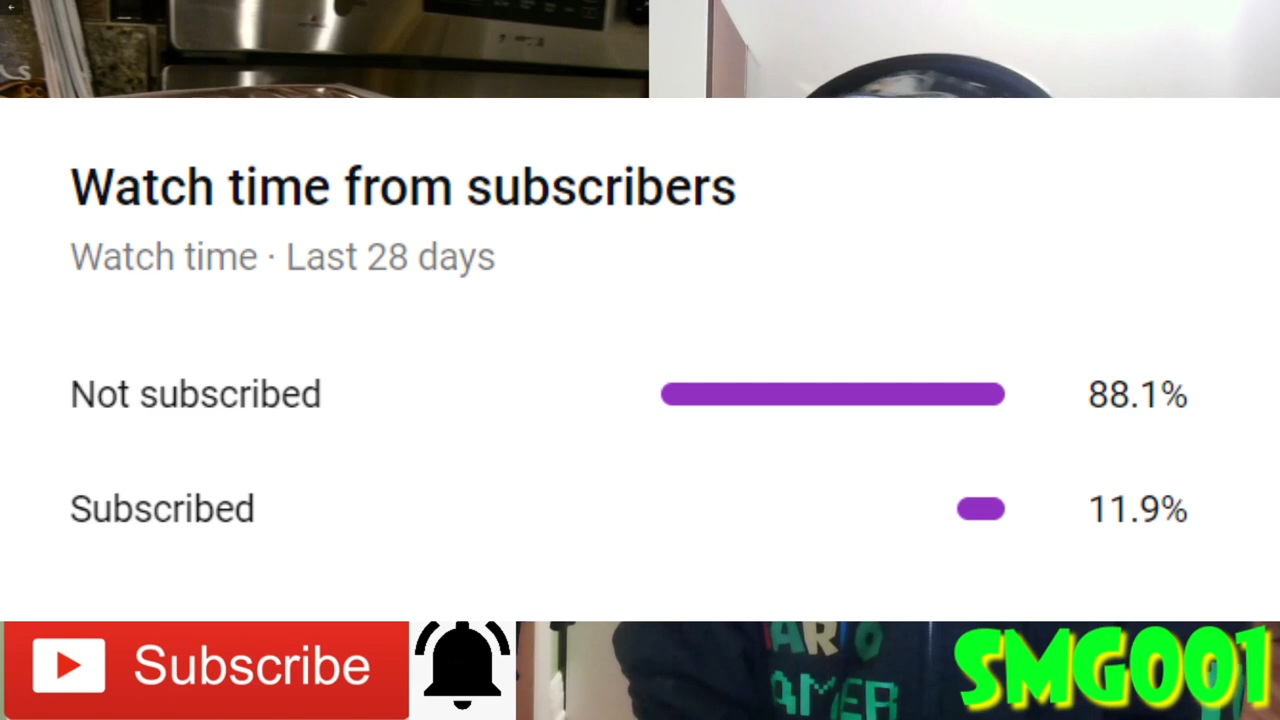 Watch time from subscribers
Watch time · Last 28 days
Not subscribed 88.1%
Subscribed 11.9%
Subscribe
SMG001